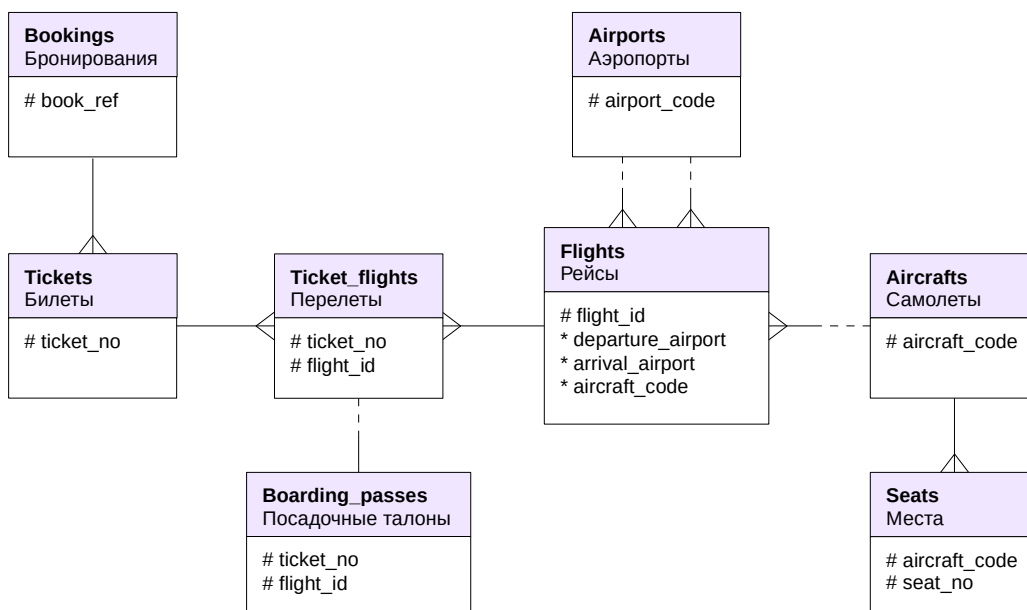 Bookings
Бронирования
# book_ref
Airports
Аэропорты
# airport_code
Tickets
Билеты
# ticket_no
Ticket_flights
Перелеты
# ticket_no
# flight_id
Flights
Рейсы
# flight_id
* departure_airport
* arrival_airport
* aircraft_code
Aircrafts
Самолеты
# aircraft_code
Boarding_passes
Посадочные талоны
# ticket_no
# flight_id
Seats
Места
# aircraft_code
# seat_no